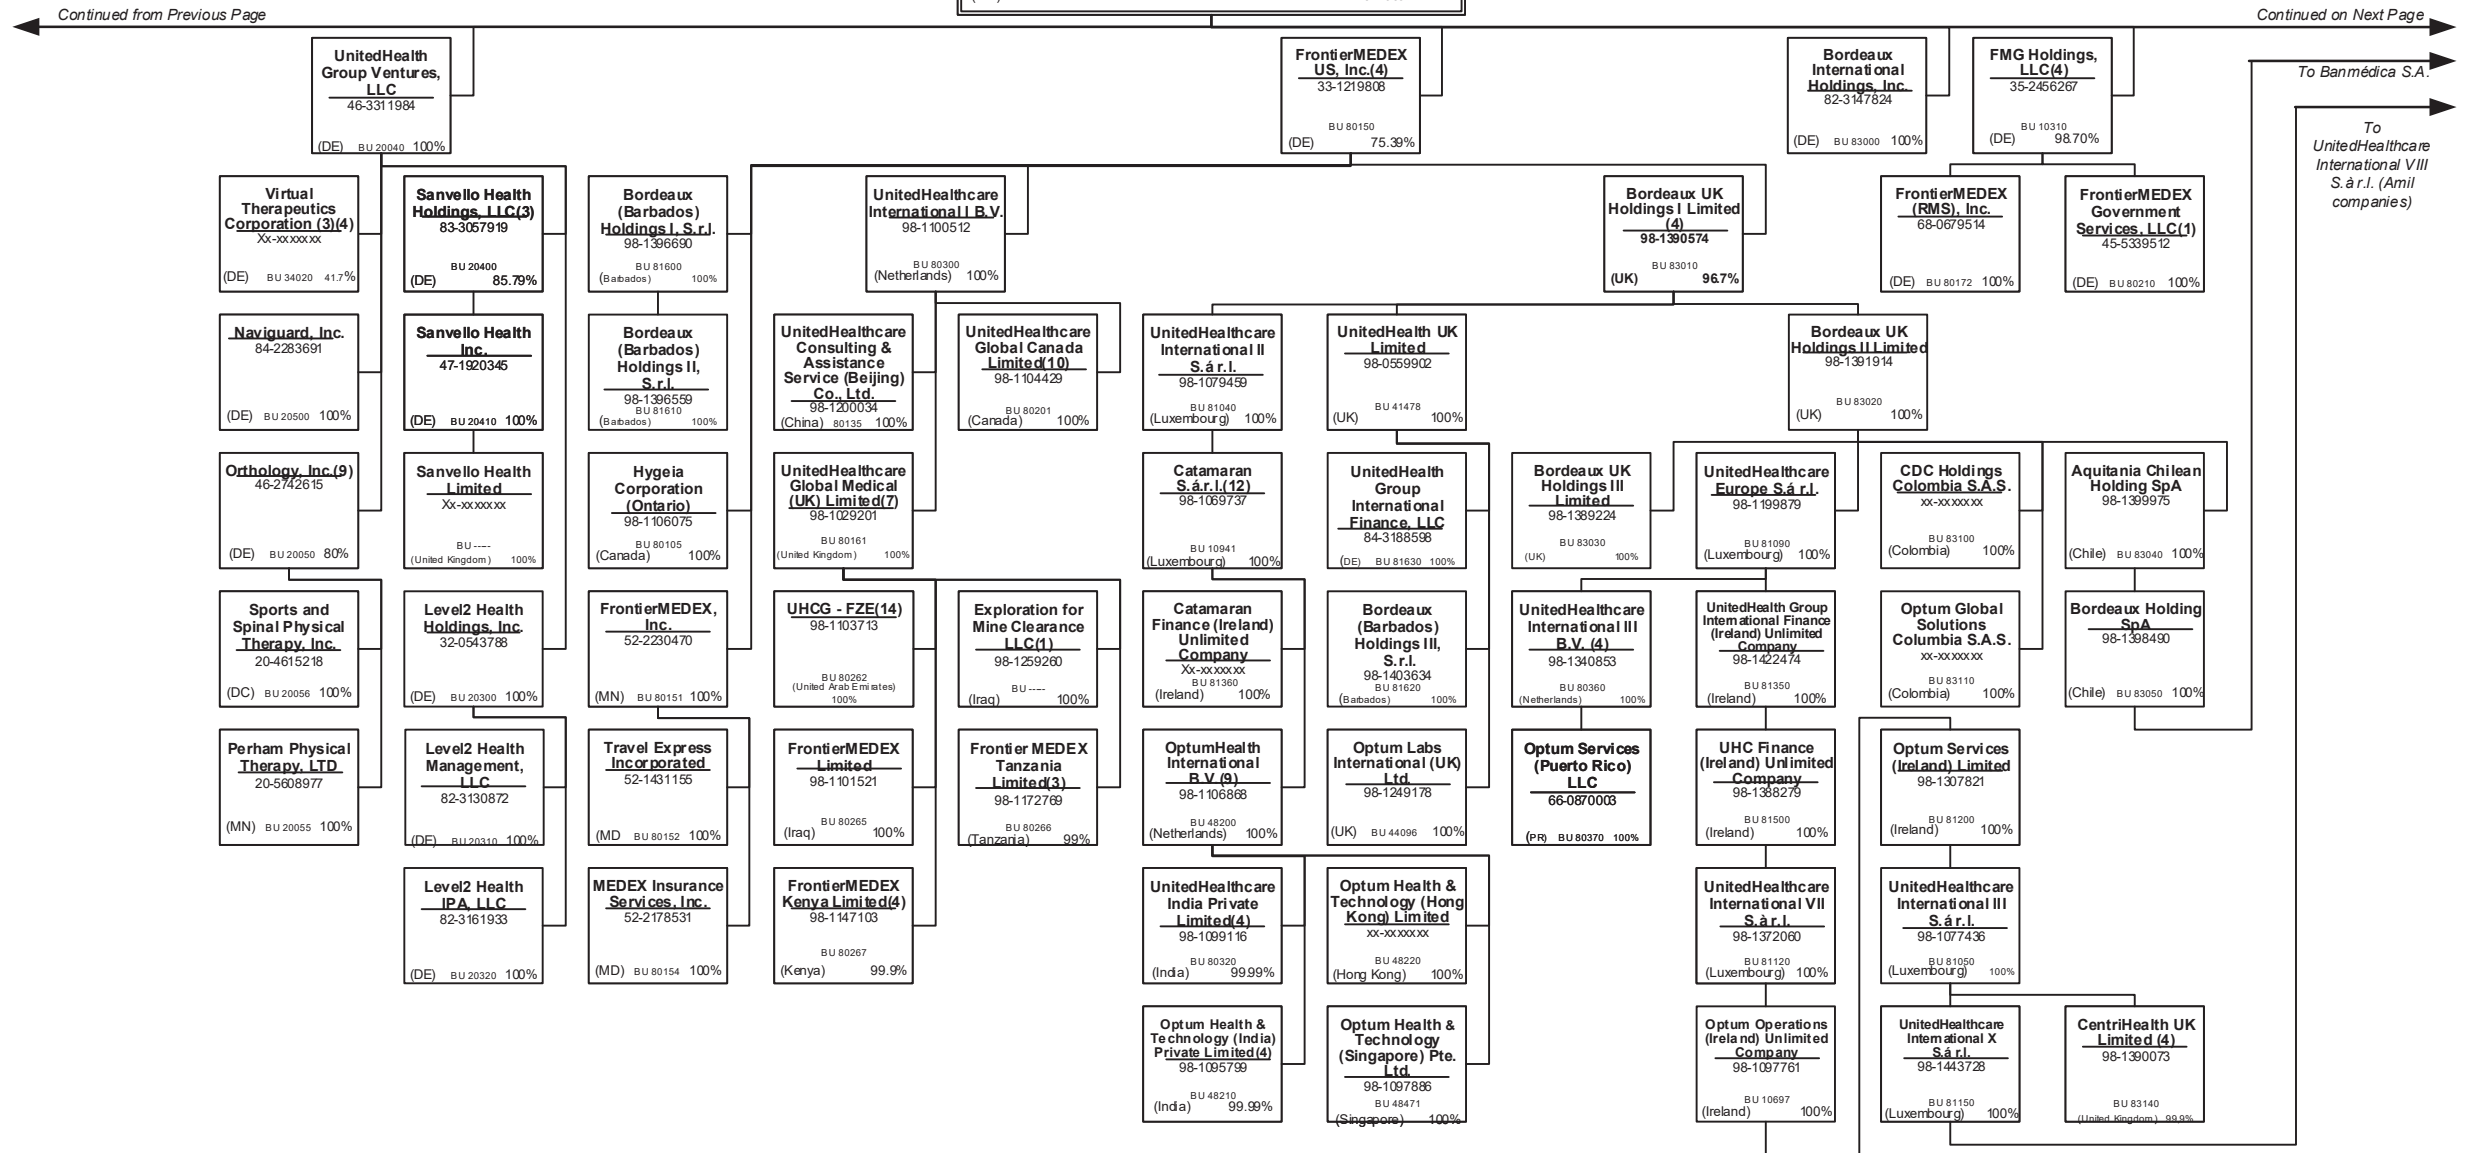 Continued from Previous Page
Continued on Next Page
UnitedHealth
Group Ventures,
LLC
46-3311984
(DE) BU 20040 100%
FrontierMEDEX
US, Inc.(4)
33-1219808
BU 80150
(DE) 75.39%
Bordeaux
International
Holdings, Inc.
82-3147824
(DE) BU 83000 100%
FMG Holdings,
LLC(4)
35-2456267
BU 10310
(DE) 98.70%
To Banmédica S.A.
To
UnitedHealthcare
International VIII
S.à r.l. (Amil
companies)
Virtual
Therapeutics
Corporation (3)(4)
Xx-xxxxxxx
(DE) BU 34020 41.7%
Sanvello Health
Holdings, LLC(3)
83-3057919
BU 20400
(DE) 85.79%
Bordeaux
(Barbados)
Holdings I, S.r.l.
98-1396690
BU 81600
(Barbados) 100%
UnitedHealthcare
International I B.V.
98-1100512
BU 80300
(Netherlands) 100%
Bordeaux UK
Holdings I Limited
(4)
98-1390574
BU 83010
(UK) 96.7%
FrontierMEDEX
(RMS), Inc.
68-0679514
(DE) BU 80172 100%
FrontierMEDEX
Government
Services, LLC(1)
45-5339512
(DE) BU 80210 100%
Naviguard, Inc.
84-2283691
(DE) BU 20500 100%
Sanvello Health
Inc.
47-1920345
(DE) BU 20410 100%
Bordeaux
(Barbados)
Holdings II,
S.r.l.
98-1396559
BU 81610
(Barbados) 100%
UnitedHealthcare
Consulting &
Assistance
Service (Beijing)
Co., Ltd.
98-1200034
(China) 80135 100%
UnitedHealthcare
Global Canada
Limited(10)
98-1104429
BU 80201
(Canada) 100%
UnitedHealthcare
International II
S.á r.l.
98-1079459
BU 81040
(Luxembourg) 100%
UnitedHealth UK
Limited
98-0559902
BU 41478
(UK) 100%
Bordeaux UK
Holdings II Limited
98-1391914
BU 83020
(UK) 100%
Orthology, Inc.(9)
46-2742615
(DE) BU 20050 80%
Sanvello Health
Limited
Xx-xxxxxxx
BU -----
(United Kingdom) 100%
Hygeia
Corporation
(Ontario)
98-1106075
BU 80105
(Canada) 100%
UnitedHealthcare
Global Medical
(UK) Limited(7)
98-1029201
BU 80161
(United Kingdom) 100%
Catamaran
S.á.r.l.(12)
98-1069737
BU 10941
(Luxembourg) 100%
UnitedHealth
Group
International
Finance, LLC
84-3188598
(DE) BU 81630 100%
Bordeaux UK
Holdings III
Limited
98-1389224
BU 83030
(UK) 100%
UnitedHealthcare
Europe S.á r.l.
98-1199879
BU 81090
(Luxembourg) 100%
CDC Holdings
Colombia S.A.S.
xx-xxxxxxx
BU 83100
(Colombia) 100%
Aquitania Chilean
Holding SpA
98-1399975
(Chile) BU 83040 100%
Sports and
Spinal Physical
Therapy, Inc.
20-4615218
(DC) BU 20056 100%
Level2 Health
Holdings, Inc.
32-0543788
(DE) BU 20300 100%
FrontierMEDEX,
Inc.
52-2230470
(MN) BU 80151 100%
UHCG - FZE(14)
98-1103713
BU 80262
(United Arab Emirates)
100%
Exploration for
Mine Clearance
LLC(1)
98-1259260
BU -----
(Iraq) 100%
Catamaran
Finance (Ireland)
Unlimited
Company
Xx-xxxxxxx
BU 81360
(Ireland) 100%
Bordeaux
(Barbados)
Holdings III,
S.r.l.
98-1403634
BU 81620
(Barbados) 100%
UnitedHealthcare
International III
B.V. (4)
98-1340853
BU 80360
(Netherlands) 100%
UnitedHealth Group
International Finance
(Ireland) Unlimited
Company
98-1422474
BU 81350
(Ireland) 100%
Optum Global
Solutions
Columbia S.A.S.
xx-xxxxxxx
BU 83110
(Colombia) 100%
Bordeaux Holding
SpA
98-1398490
(Chile) BU 83050 100%
Perham Physical
Therapy, LTD
20-5608977
(MN) BU 20055 100%
Level2 Health
Management,
LLC
82-3130872
(DE) BU 20310 100%
Travel Express
Incorporated
52-1431155
(MD BU 80152 100%
FrontierMEDEX
Limited
98-1101521
BU 80265
(Iraq) 100%
Frontier MEDEX
Tanzania
Limited(3)
98-1172769
BU 80266
(Tanzania) 99%
OptumHealth
International
B.V.(9)
98-1106868
BU 48200
(Netherlands) 100%
Optum Labs
International (UK)
Ltd.
98-1249178
(UK) BU 44096 100%
Optum Services
(Puerto Rico)
LLC
66-0870003
(PR) BU 80370 100%
UHC Finance
(Ireland) Unlimited
Company
98-1388279
BU 81500
(Ireland) 100%
Optum Services
(Ireland) Limited
98-1307821
BU 81200
(Ireland) 100%
Level2 Health
IPA, LLC
82-3161933
(DE) BU 20320 100%
MEDEX Insurance
Services, Inc.
52-2178531
(MD) BU 80154 100%
FrontierMEDEX
Kenya Limited(4)
98-1147103
BU 80267
(Kenya) 99.9%
UnitedHealthcare
India Private
Limited(4)
98-1099116
BU 80320
(India) 99.99%
Optum Health &
Technology (Hong
Kong) Limited
xx-xxxxxxx
BU 48220
(Hong Kong) 100%
UnitedHealthcare
International VII
S.à r.l.
98-1372060
BU 81120
(Luxembourg) 100%
UnitedHealthcare
International III
S.á r.l.
98-1077436
BU 81050
(Luxembourg) 100%
Optum Health &
Technology (India)
Private Limited(4)
98-1095799
BU 48210
(India) 99.99%
Optum Health &
Technology
(Singapore) Pte.
Ltd.
98-1097886
BU 48471
(Singapore) 100%
Optum Operations
(Ireland) Unlimited
Company
98-1097761
BU 10697
(Ireland) 100%
UnitedHealthcare
International X
S.á r.l.
98-1443728
BU 81150
(Luxembourg) 100%
CentriHealth UK
Limited (4)
98-1390073
BU 83140
(United Kingdom) 99.9%